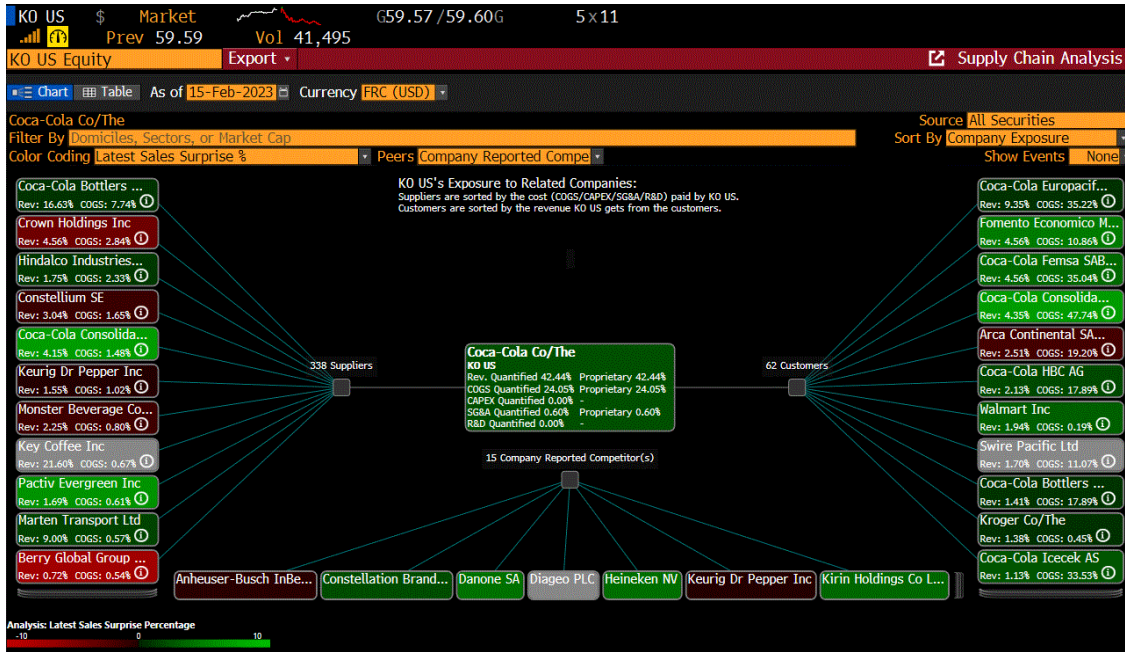 KO US $ Market G59.57/59.60G 5x11
Prev 59.59 Vol 41,495
KO US Equity Export Supply Chain Analysis
Chart Table As of 15-Feb-2023 Currency FRC (USD)
Coca-Cola Co/The Source All Securities
Filter By Domiciles, Sectors, or Market Cap Sort By Company Exposure
Color Coding Latest Sales Surprise % Peers Company Reported Compe Show Events None
KO US's Exposure to Related Companies:
Suppliers are sorted by the cost (COGS/CAPEX/SG&A/R&D) paid by KO US.
Customers are sorted by the revenue KO US gets from the customers.
Coca-Cola Bottlers ...
Rev: 16.63% COGS: 7.74%
Crown Holdings Inc
Rev: 4.56% COGS: 2.84%
Hindalco Industries...
Rev: 1.75% COGS: 2.33%
Constellium SE
Rev: 3.04% COGS: 1.65%
Coca-Cola Consolida...
Rev: 4.15% COGS: 1.48%
Keurig Dr Pepper Inc
Rev: 1.55% COGS: 1.02%
Monster Beverage Co...
Rev: 2.25% COGS: 0.80%
Key Coffee Inc
Rev: 21.60% COGS: 0.67%
Pactiv Evergreen Inc
Rev: 1.69% COGS: 0.61%
Marten Transport Ltd
Rev: 9.00% COGS: 0.57%
Berry Global Group ...
Rev: 0.72% COGS: 0.54%
338 Suppliers
Coca-Cola Co/The
KO US
Rev. Quantified 42.44% Proprietary 42.44%
COGS Quantified 24.05% Proprietary 24.05%
CAPEX Quantified 0.00% -
SG&A Quantified 0.60% Proprietary 0.60%
R&D Quantified 0.00% -
62 Customers
Coca-Cola Europacif...
Rev: 9.35% COGS: 35.22%
Fomento Economico M...
Rev: 4.56% COGS: 10.86%
Coca-Cola Femsa SAB...
Rev: 4.56% COGS: 35.04%
Coca-Cola Consolida...
Rev: 4.35% COGS: 47.74%
Arca Continental SA...
Rev: 2.51% COGS: 19.20%
Coca-Cola HBC AG
Rev: 2.13% COGS: 17.89%
Walmart Inc
Rev: 1.94% COGS: 0.19%
Swire Pacific Ltd
Rev: 1.70% COGS: 11.07%
Coca-Cola Bottlers ...
Rev: 1.41% COGS: 17.89%
Kroger Co/The
Rev: 1.38% COGS: 0.45%
Coca-Cola Icecek AS
Rev: 1.13% COGS: 33.53%
15 Company Reported Competitor(s)
Anheuser-Busch InBe... Constellation Brand... Danone SA Diageo PLC Heineken NV Keurig Dr Pepper Inc Kirin Holdings Co L...
Analysis: Latest Sales Surprise Percentage
-10 0 10